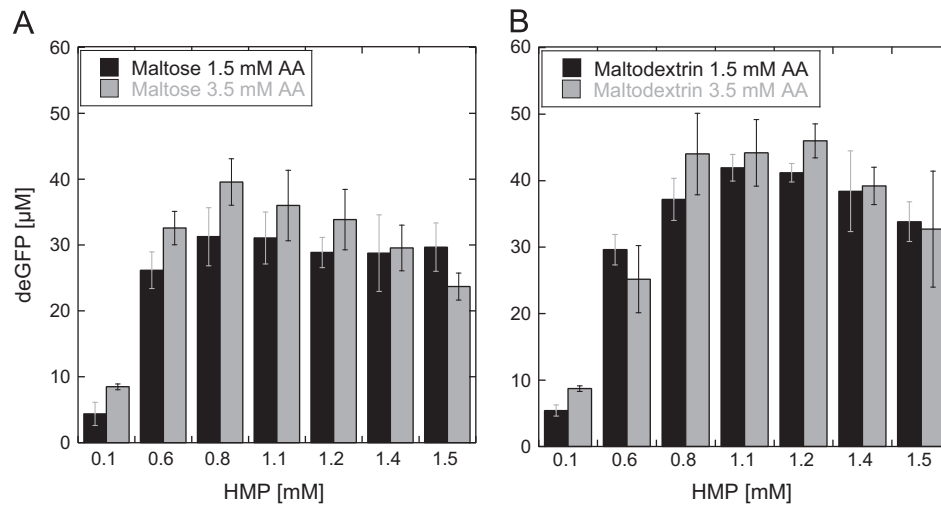 A
60
50
40
30
20
10
0
deGFP [µM]
Maltose 1.5 mM AA
Maltose 3.5 mM AA
0.1 0.6 0.8 1.1 1.2 1.4 1.5
HMP [mM]
B
60
50
40
30
20
10
0
Maltodextrin 1.5 mM AA
Maltodextrin 3.5 mM AA
0.1 0.6 0.8 1.1 1.2 1.4 1.5
HMP [mM]